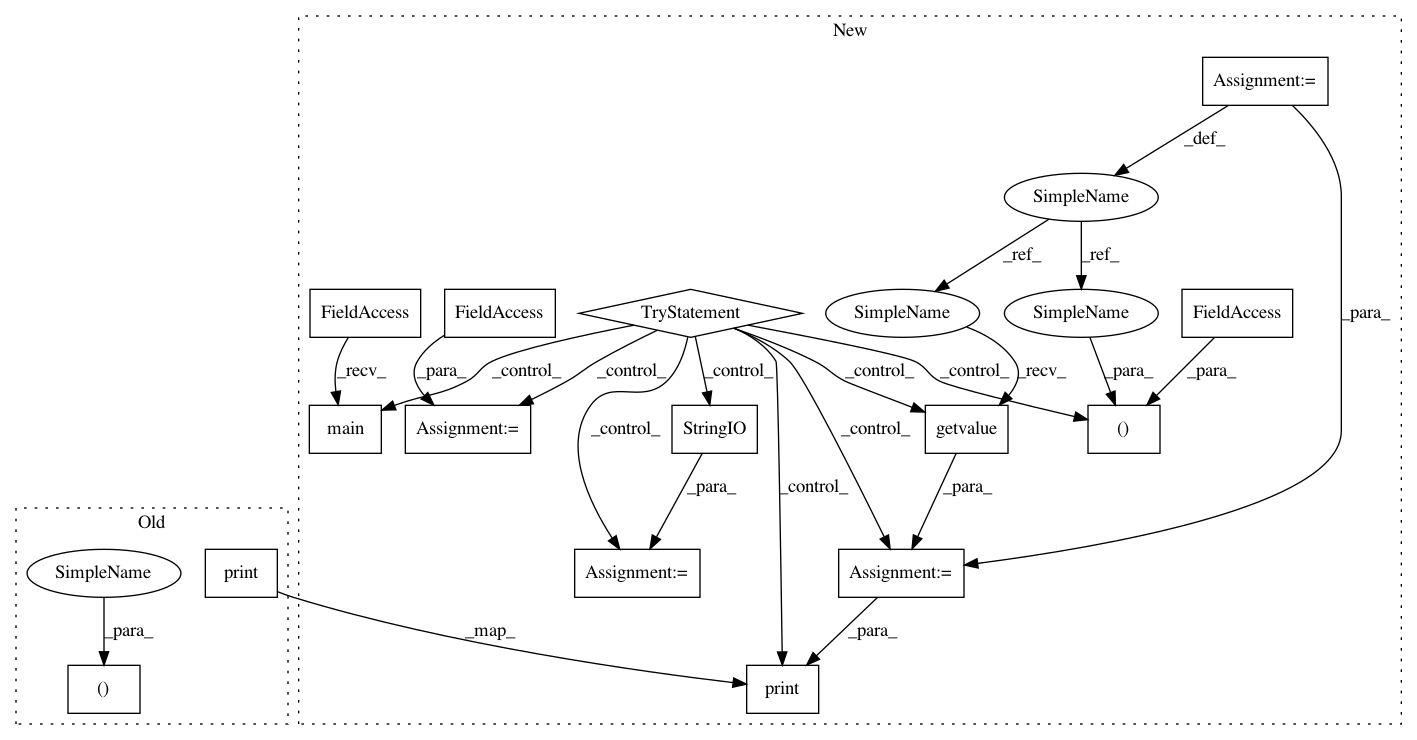 New
Assignment:=
_def_
SimpleName
_ref_ _ref_ _para_
FieldAccess FieldAccess TryStatement SimpleName SimpleName FieldAccess
_recv_ _control_ _para_ _control_ _control_ _control_ _recv_ _control_ _para_ _para_
main Assignment:= _control_ StringIO _control_ getvalue ()
_para_ _control_ _para_
Old
SimpleName print Assignment:= Assignment:=
_para_ _map_ _para_
() print